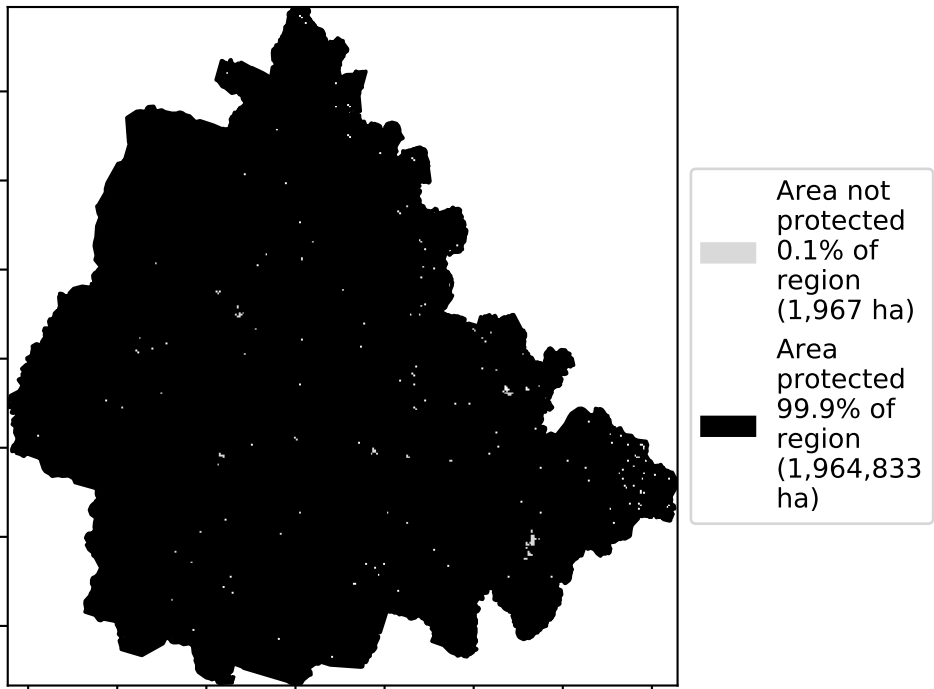 Area not
protected
0.1% of
region
(1,967 ha)
Area
protected
99.9% of
region
(1,964,833
ha)